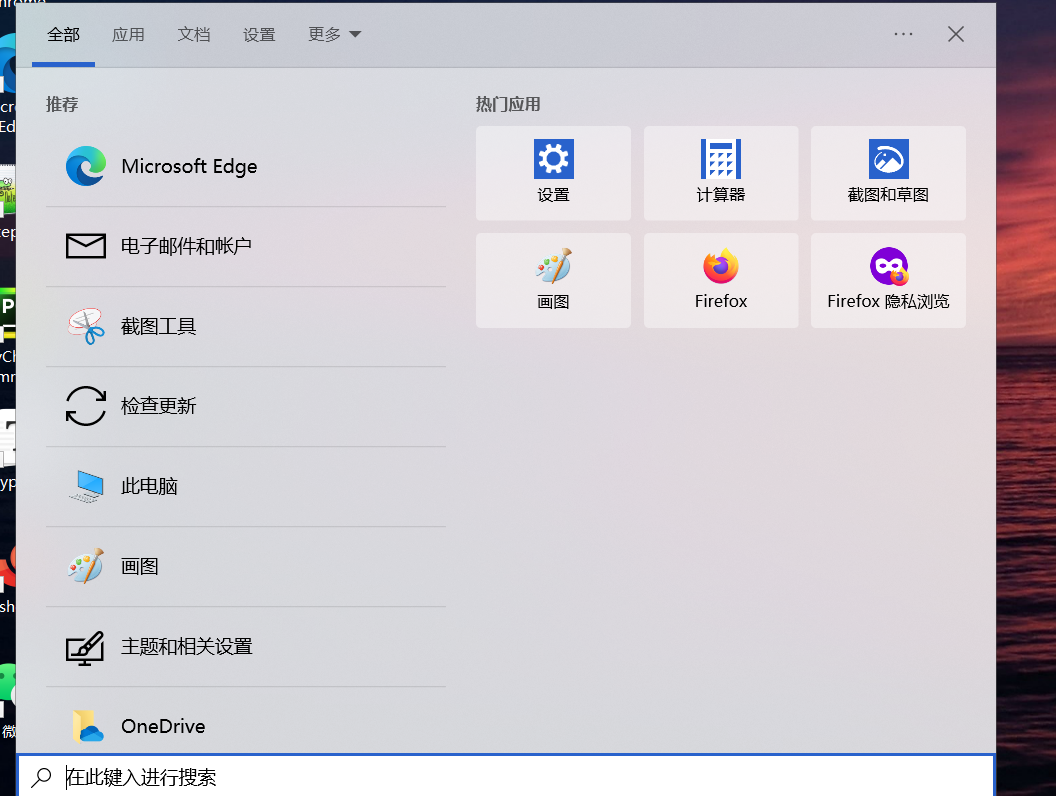 全部 应用 文档 设置 更多
推荐
Microsoft Edge
电子邮件和帐户
截图工具
检查更新
此电脑
画图
主题和相关设置
OneDrive
热门应用
设置 计算器 截图和草图
画图 Firefox Firefox 隐私浏览
在此键入进行搜索
微